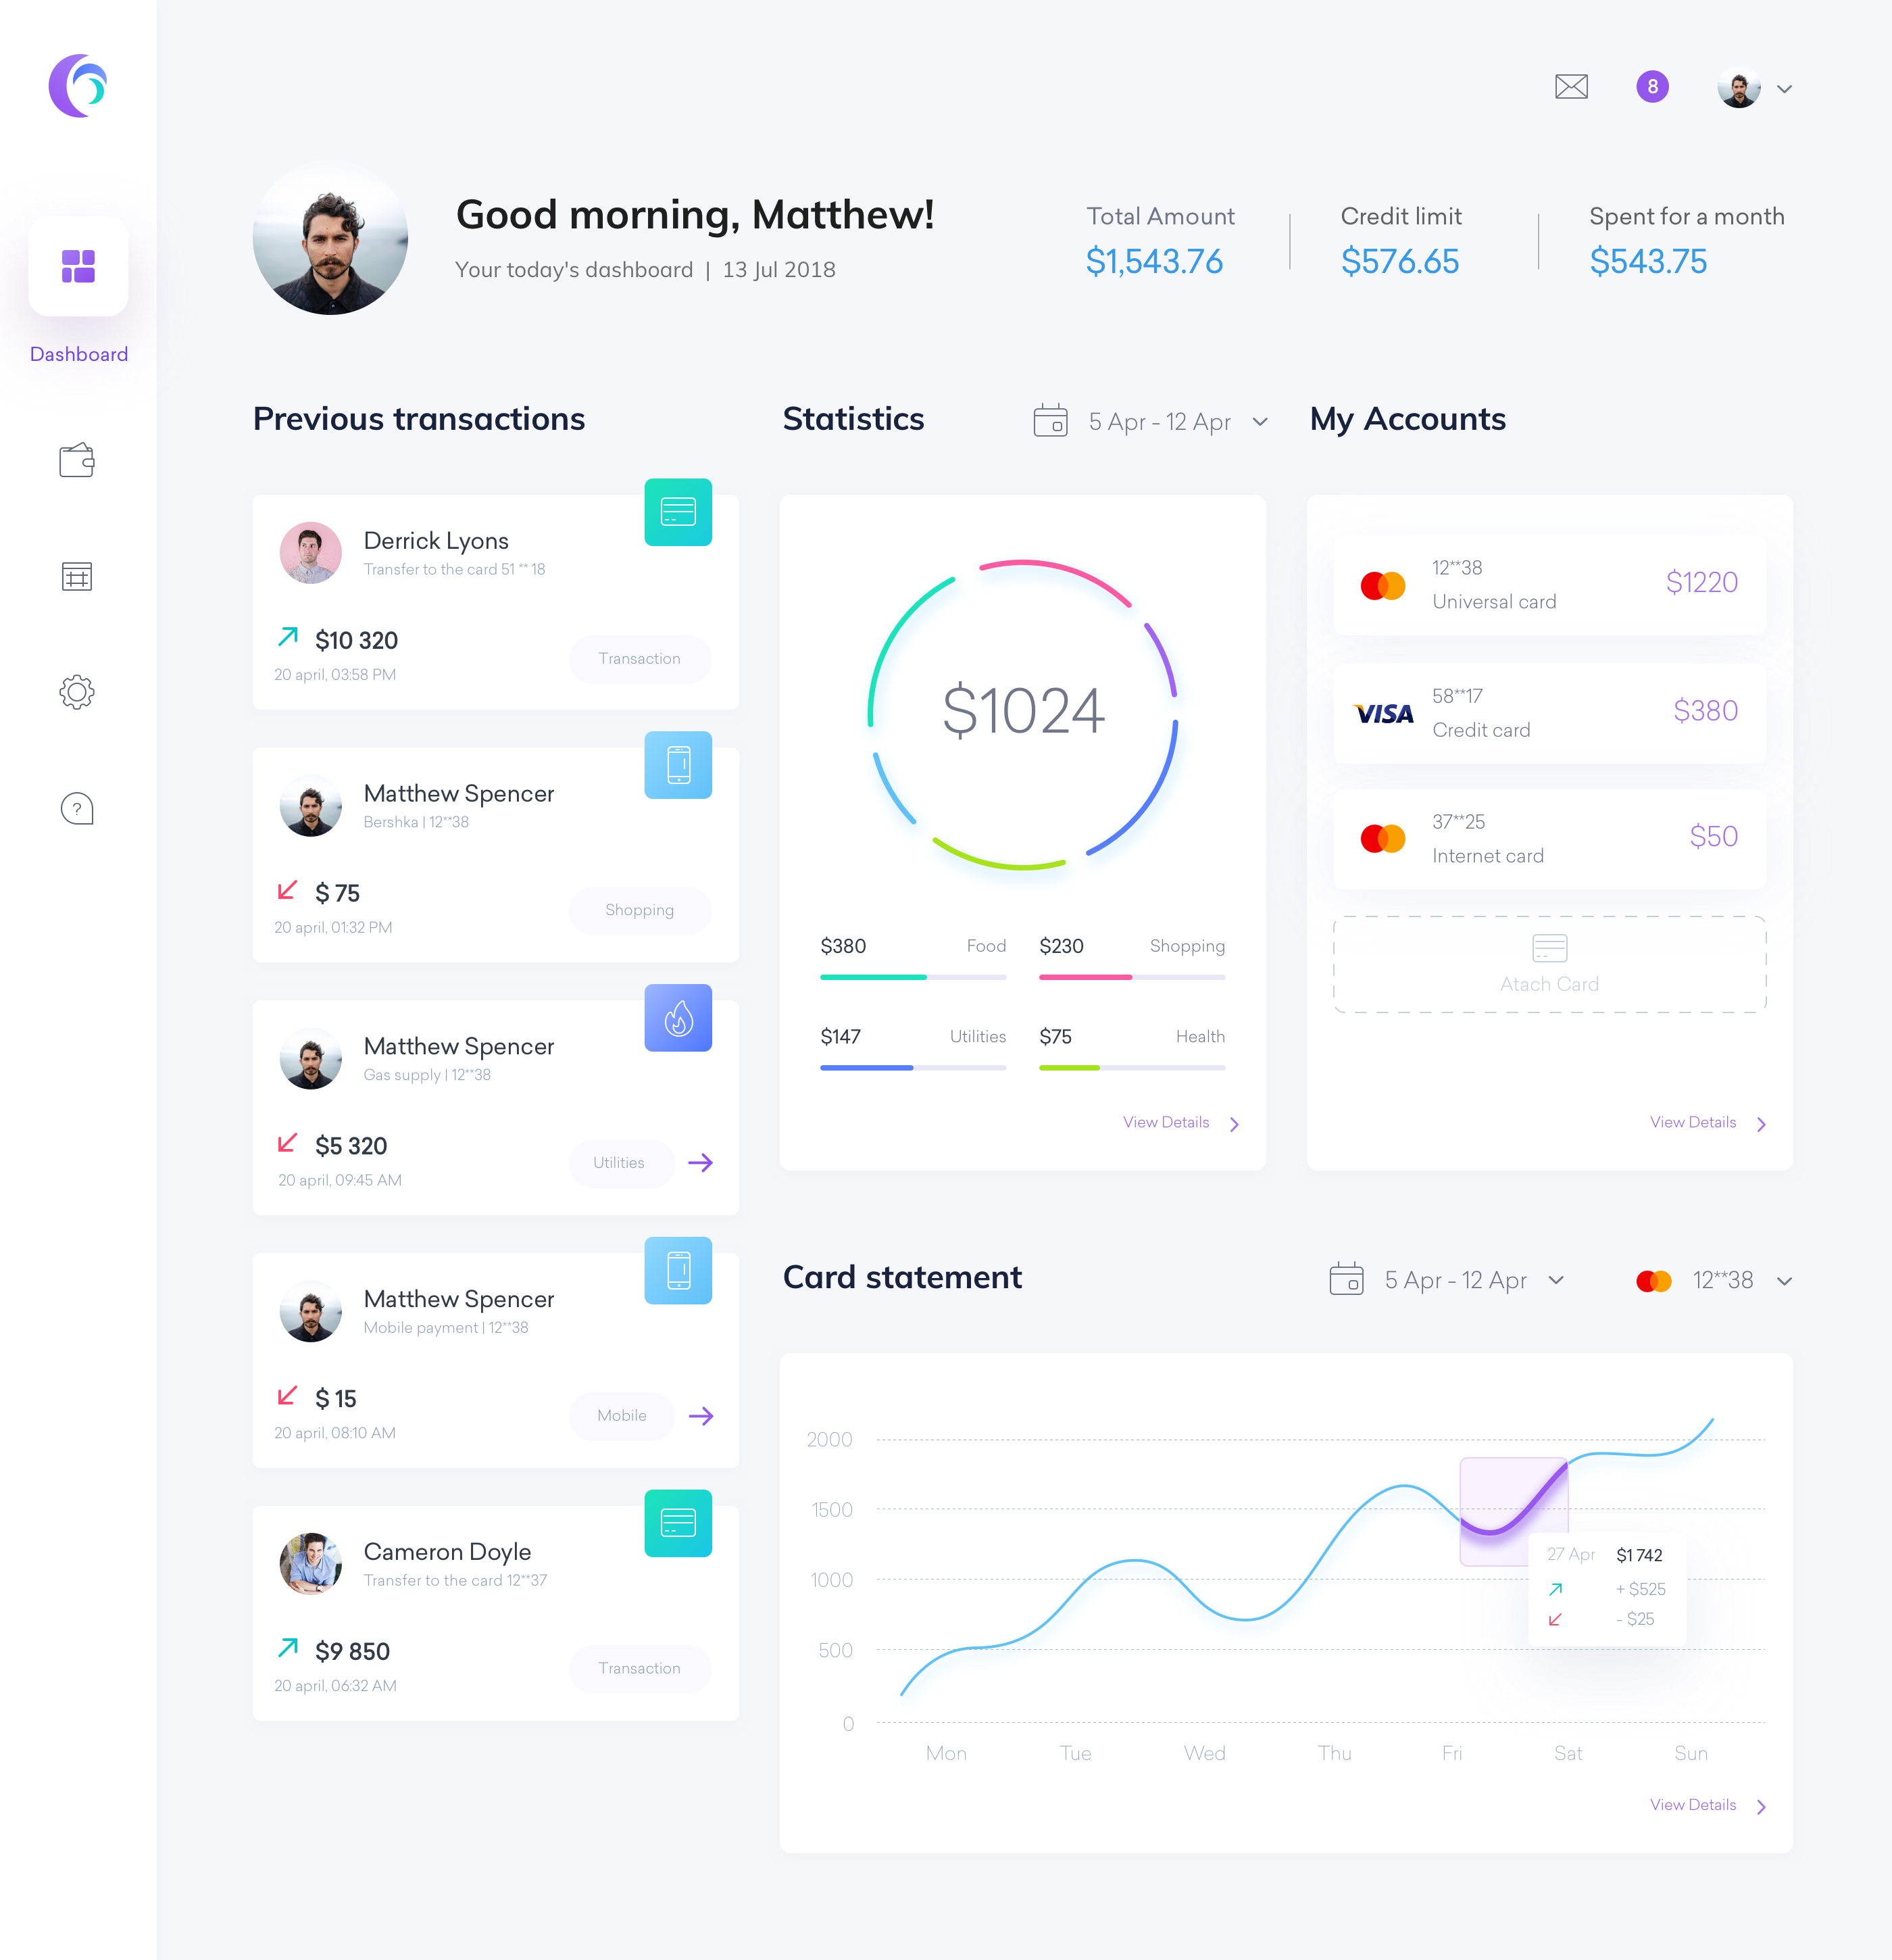 8
Good morning, Matthew!
Your today's dashboard | 13 Jul 2018
Total Amount
$1,543.76
Credit limit
$576.65
Spent for a month
$543.75
Dashboard
?
Previous transactions
Derrick Lyons
Transfer to the card 51 ** 18
$10 320
20 april, 03:58 PM
Transaction
Matthew Spencer
Bershka | 12**38
$ 75
20 april, 01:32 PM
Shopping
Matthew Spencer
Gas supply | 12**38
$5 320
20 april, 09:45 AM
Utilities
Matthew Spencer
Mobile payment | 12**38
$ 15
20 april, 08:10 AM
Mobile
Cameron Doyle
Transfer to the card 12**37
$9 850
20 april, 06:32 AM
Transaction
Statistics
5 Apr - 12 Apr
$1024
$380 Food
$230 Shopping
$147 Utilities
$75 Health
View Details
My Accounts
12**38
Universal card
$1220
VISA
58**17
Credit card
$380
37**25
Internet card
$50
Atach Card
View Details
Card statement
5 Apr - 12 Apr
12**38
2000
1500
1000
500
0
27 Apr $1 742
+ $525
- $25
Mon Tue Wed Thu Fri Sat Sun
View Details